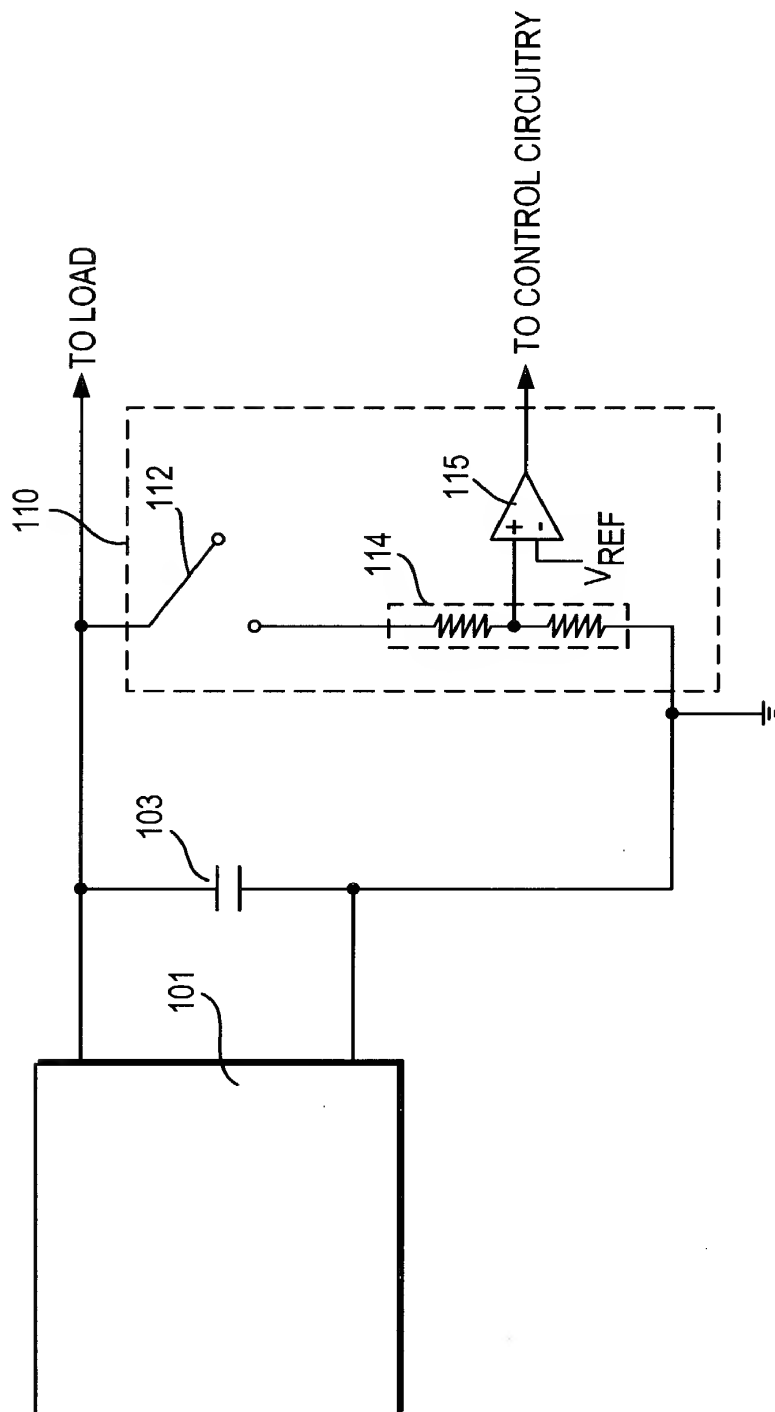 110
TO LOAD
112
103
114
115
+
-
VREF
TO CONTROL CIRCUITRY
101